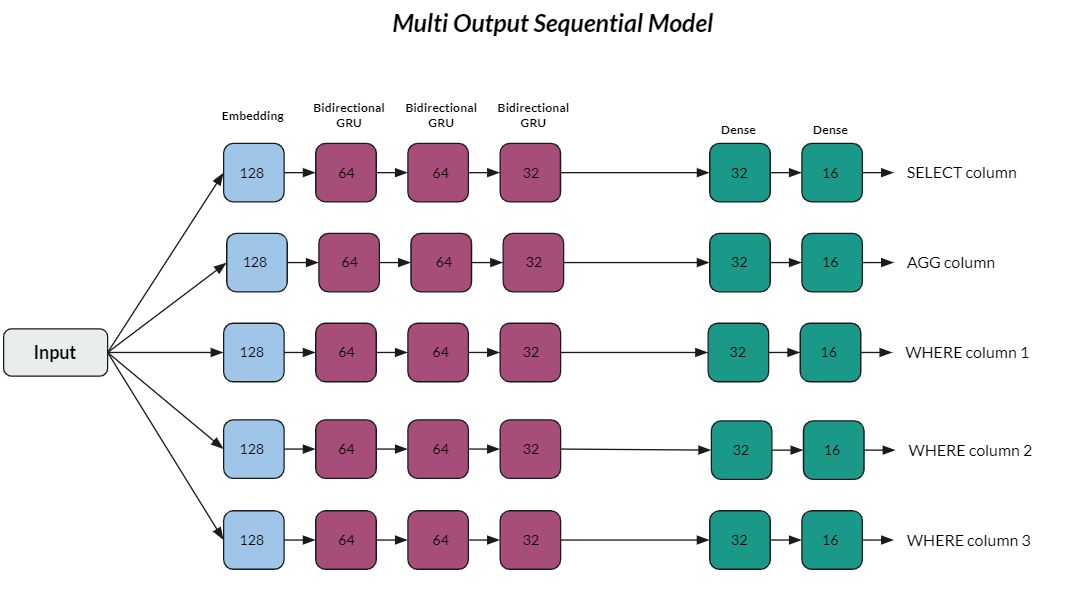 Multi Output Sequential Model
Embedding
Bidirectional
GRU
Bidirectional
GRU
Bidirectional
GRU
Dense
Dense
128 64 64 32 32 16 SELECT column
128 64 64 32 32 16 AGG column
Input 128 64 64 32 32 16 WHERE column 1
128 64 64 32 32 16 WHERE column 2
128 64 64 32 32 16 WHERE column 3